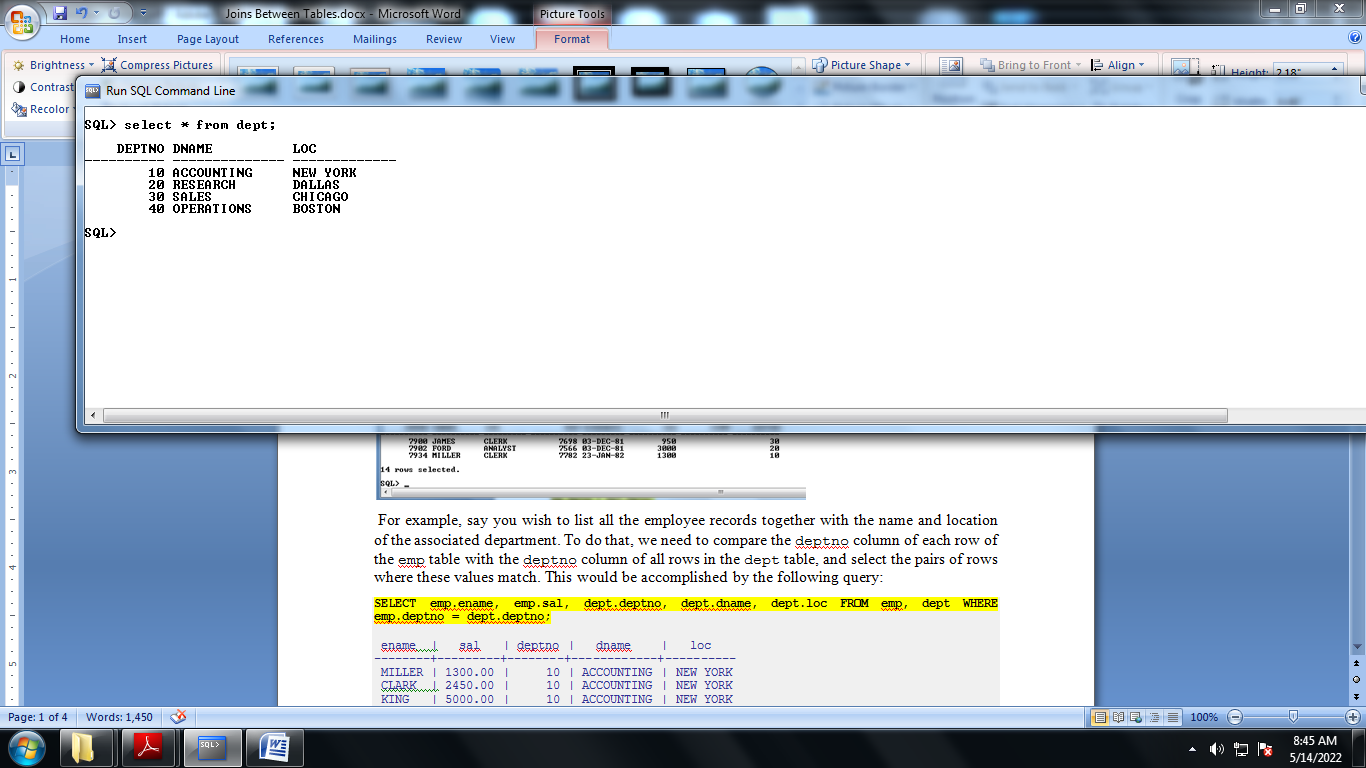 Joins Between Tables.docx - Microsoft Word
Picture Tools
Home Insert Page Layout References Mailings Review View Format
Brightness Compress Pictures Picture Shape Bring to Front Align Height: 2.18"
Contrast
Recolor
Run SQL Command Line
SQL> select * from dept;
DEPTNO DNAME LOC
---------- -------------- -------------
10 ACCOUNTING NEW YORK
20 RESEARCH DALLAS
30 SALES CHICAGO
40 OPERATIONS BOSTON
SQL>
7900 JAMES CLERK 7698 03-DEC-81 950 30
7902 FORD ANALYST 7566 03-DEC-81 3000 20
7934 MILLER CLERK 7782 23-JAN-82 1300 10
14 rows selected.
SQL> _
For example, say you wish to list all the employee records together with the name and location
of the associated department. To do that, we need to compare the deptno column of each row of
the emp table with the deptno column of all rows in the dept table, and select the pairs of rows
where these values match. This would be accomplished by the following query:
SELECT emp.ename, emp.sal, dept.deptno, dept.dname, dept.loc FROM emp, dept WHERE
emp.deptno = dept.deptno;
ename | sal | deptno | dname | loc
--------+---------+--------+------------+----------
MILLER | 1300.00 | 10 | ACCOUNTING | NEW YORK
CLARK | 2450.00 | 10 | ACCOUNTING | NEW YORK
KING | 5000.00 | 10 | ACCOUNTING | NEW YORK
Page: 1 of 4 Words: 1,450 100%
8:45 AM
5/14/2022